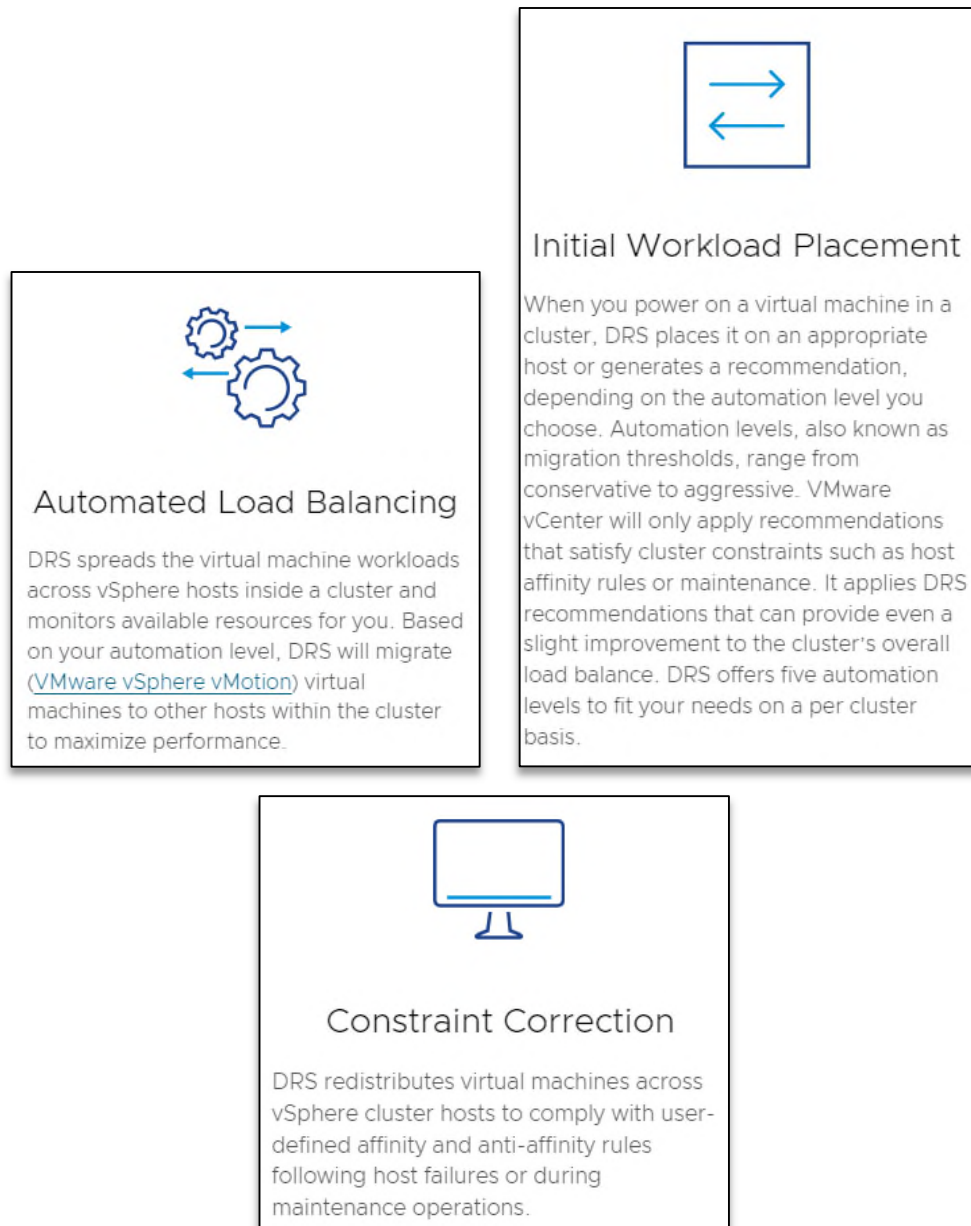 Automated Load Balancing
DRS spreads the virtual machine workloads
across vSphere hosts inside a cluster and
monitors available resources for you. Based
on your automation level, DRS will migrate
(VMware vSphere vMotion) virtual
machines to other hosts within the cluster
to maximize performance.
Initial Workload Placement
When you power on a virtual machine in a
cluster, DRS places it on an appropriate
host or generates a recommendation,
depending on the automation level you
choose. Automation levels, also known as
migration thresholds, range from
conservative to aggressive. VMware
vCenter will only apply recommendations
that satisfy cluster constraints such as host
affinity rules or maintenance. It applies DRS
recommendations that can provide even a
slight improvement to the cluster's overall
load balance. DRS offers five automation
levels to fit your needs on a per cluster
basis.
Constraint Correction
DRS redistributes virtual machines across
vSphere cluster hosts to comply with user-
defined affinity and anti-affinity rules
following host failures or during
maintenance operations.